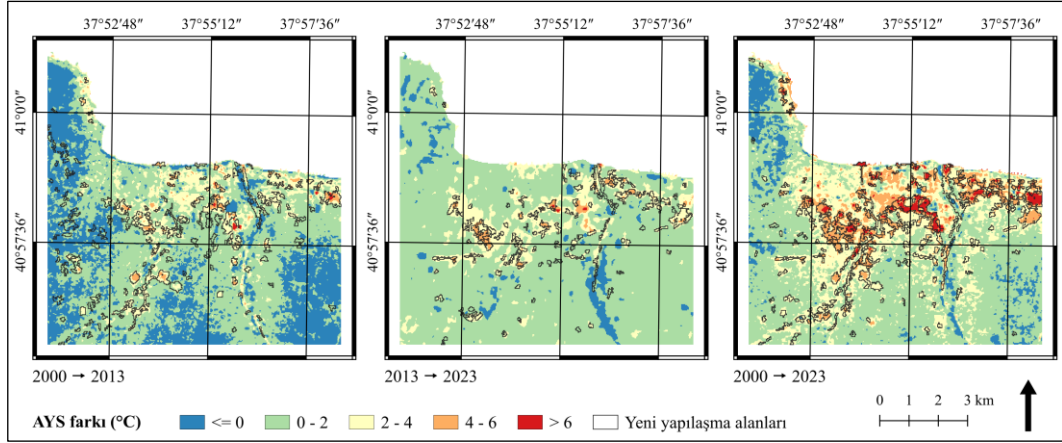 37°52′48″ 37°55′12″ 37°57′36″ 37°52′48″ 37°55′12″ 37°57′36″ 37°52′48″ 37°55′12″ 37°57′36″
41°0′0″ 41°0′0″ 41°0′0″
40°57′36″ 40°57′36″ 40°57′36″
2000 → 2013 2013 → 2023 2000 → 2023
AYS farkı (°C) <= 0 0 - 2 2 - 4 4 - 6 > 6 Yeni yapılaşma alanları
0 1 2 3 km